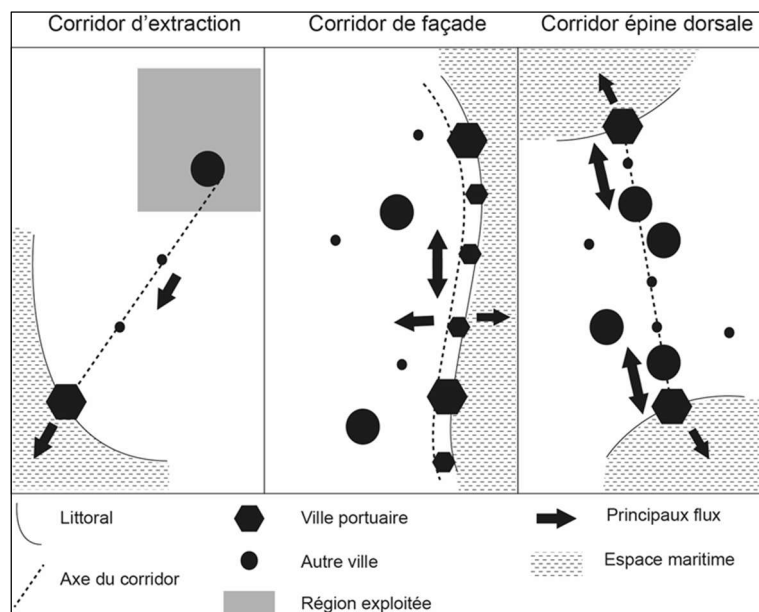 Corridor d'extraction
Corridor de façade
Corridor épine dorsale
Littoral
Axe du corridor
Ville portuaire
Autre ville
Région exploitée
Principaux flux
Espace maritime